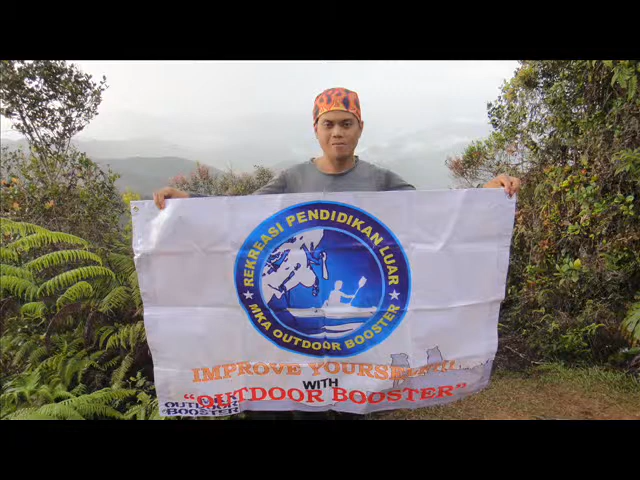 REKREASI PENDIDIKAN LUAR
MKA OUTDOOR BOOSTER
IMPROVE YOURSELF
WITH
"OUTDOOR BOOSTER"
OUTDOOR
BOOSTER